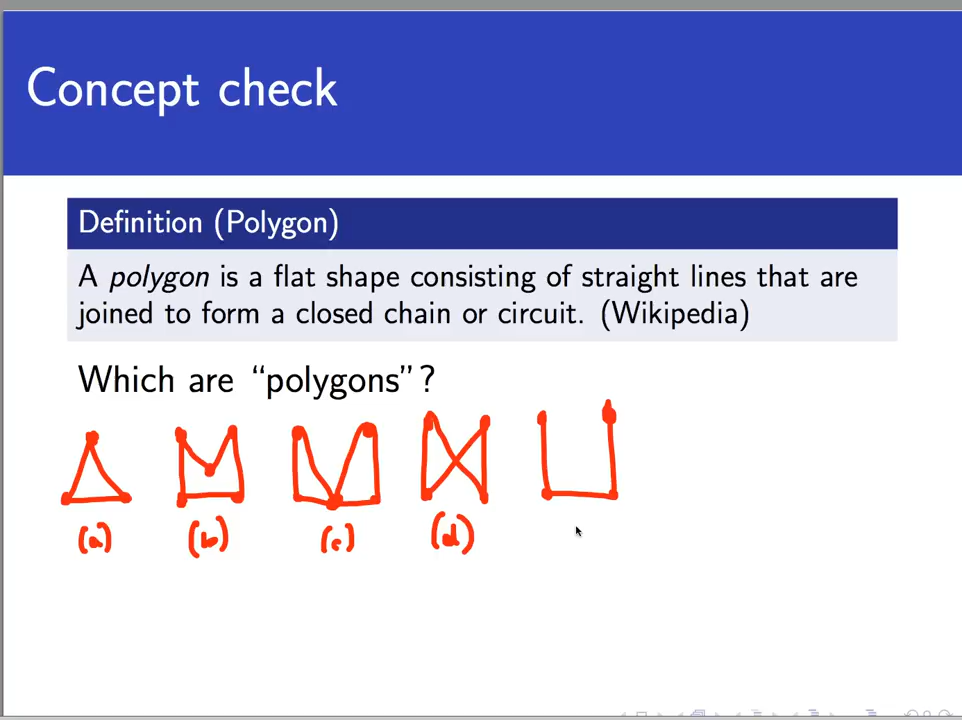 Concept check
Definition (Polygon)
A polygon is a flat shape consisting of straight lines that are
joined to form a closed chain or circuit. (Wikipedia)
Which are “polygons”?
(a) (b) (c) (d)